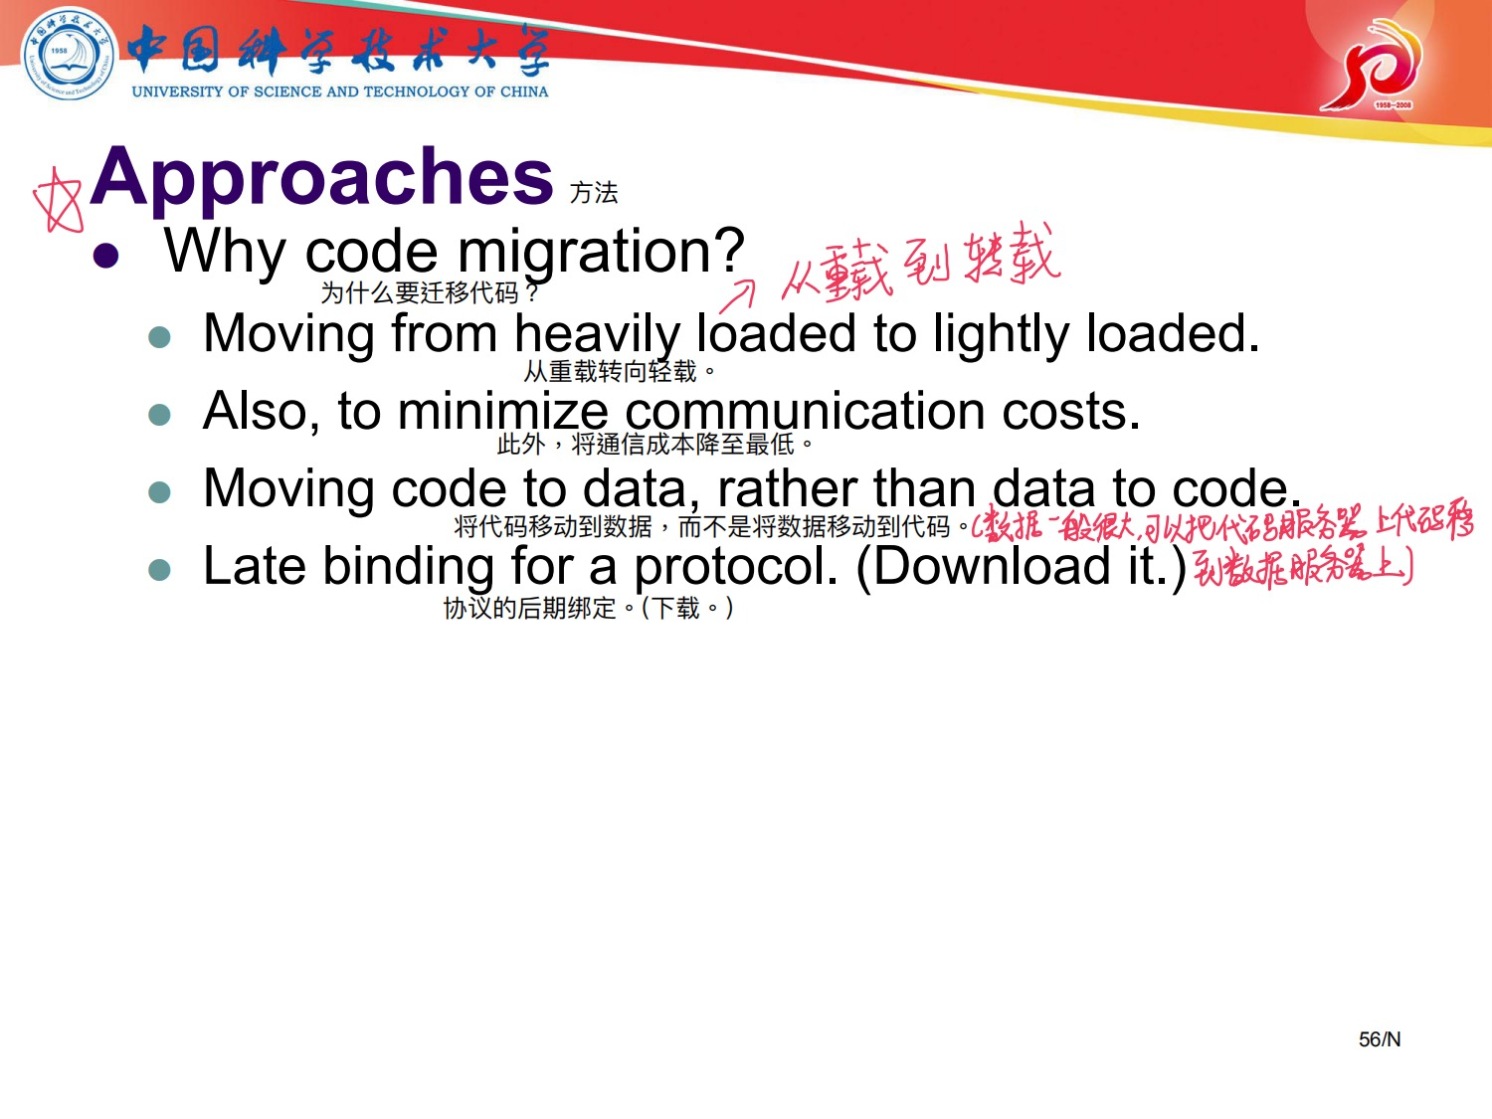 中国科学技术大学
UNIVERSITY OF SCIENCE AND TECHNOLOGY OF CHINA
1958
1958—2008
Approaches 方法
Why code migration?
为什么要迁移代码？
从重载到转载
Moving from heavily loaded to lightly loaded.
从重载转向轻载。
Also, to minimize communication costs.
此外，将通信成本降至最低。
Moving code to data, rather than data to code.
将代码移动到数据，而不是将数据移动到代码。
(数据一般很大,可以把代码服务器上代码移
到数据服务器上)
Late binding for a protocol. (Download it.)
协议的后期绑定。(下载。)
56/N